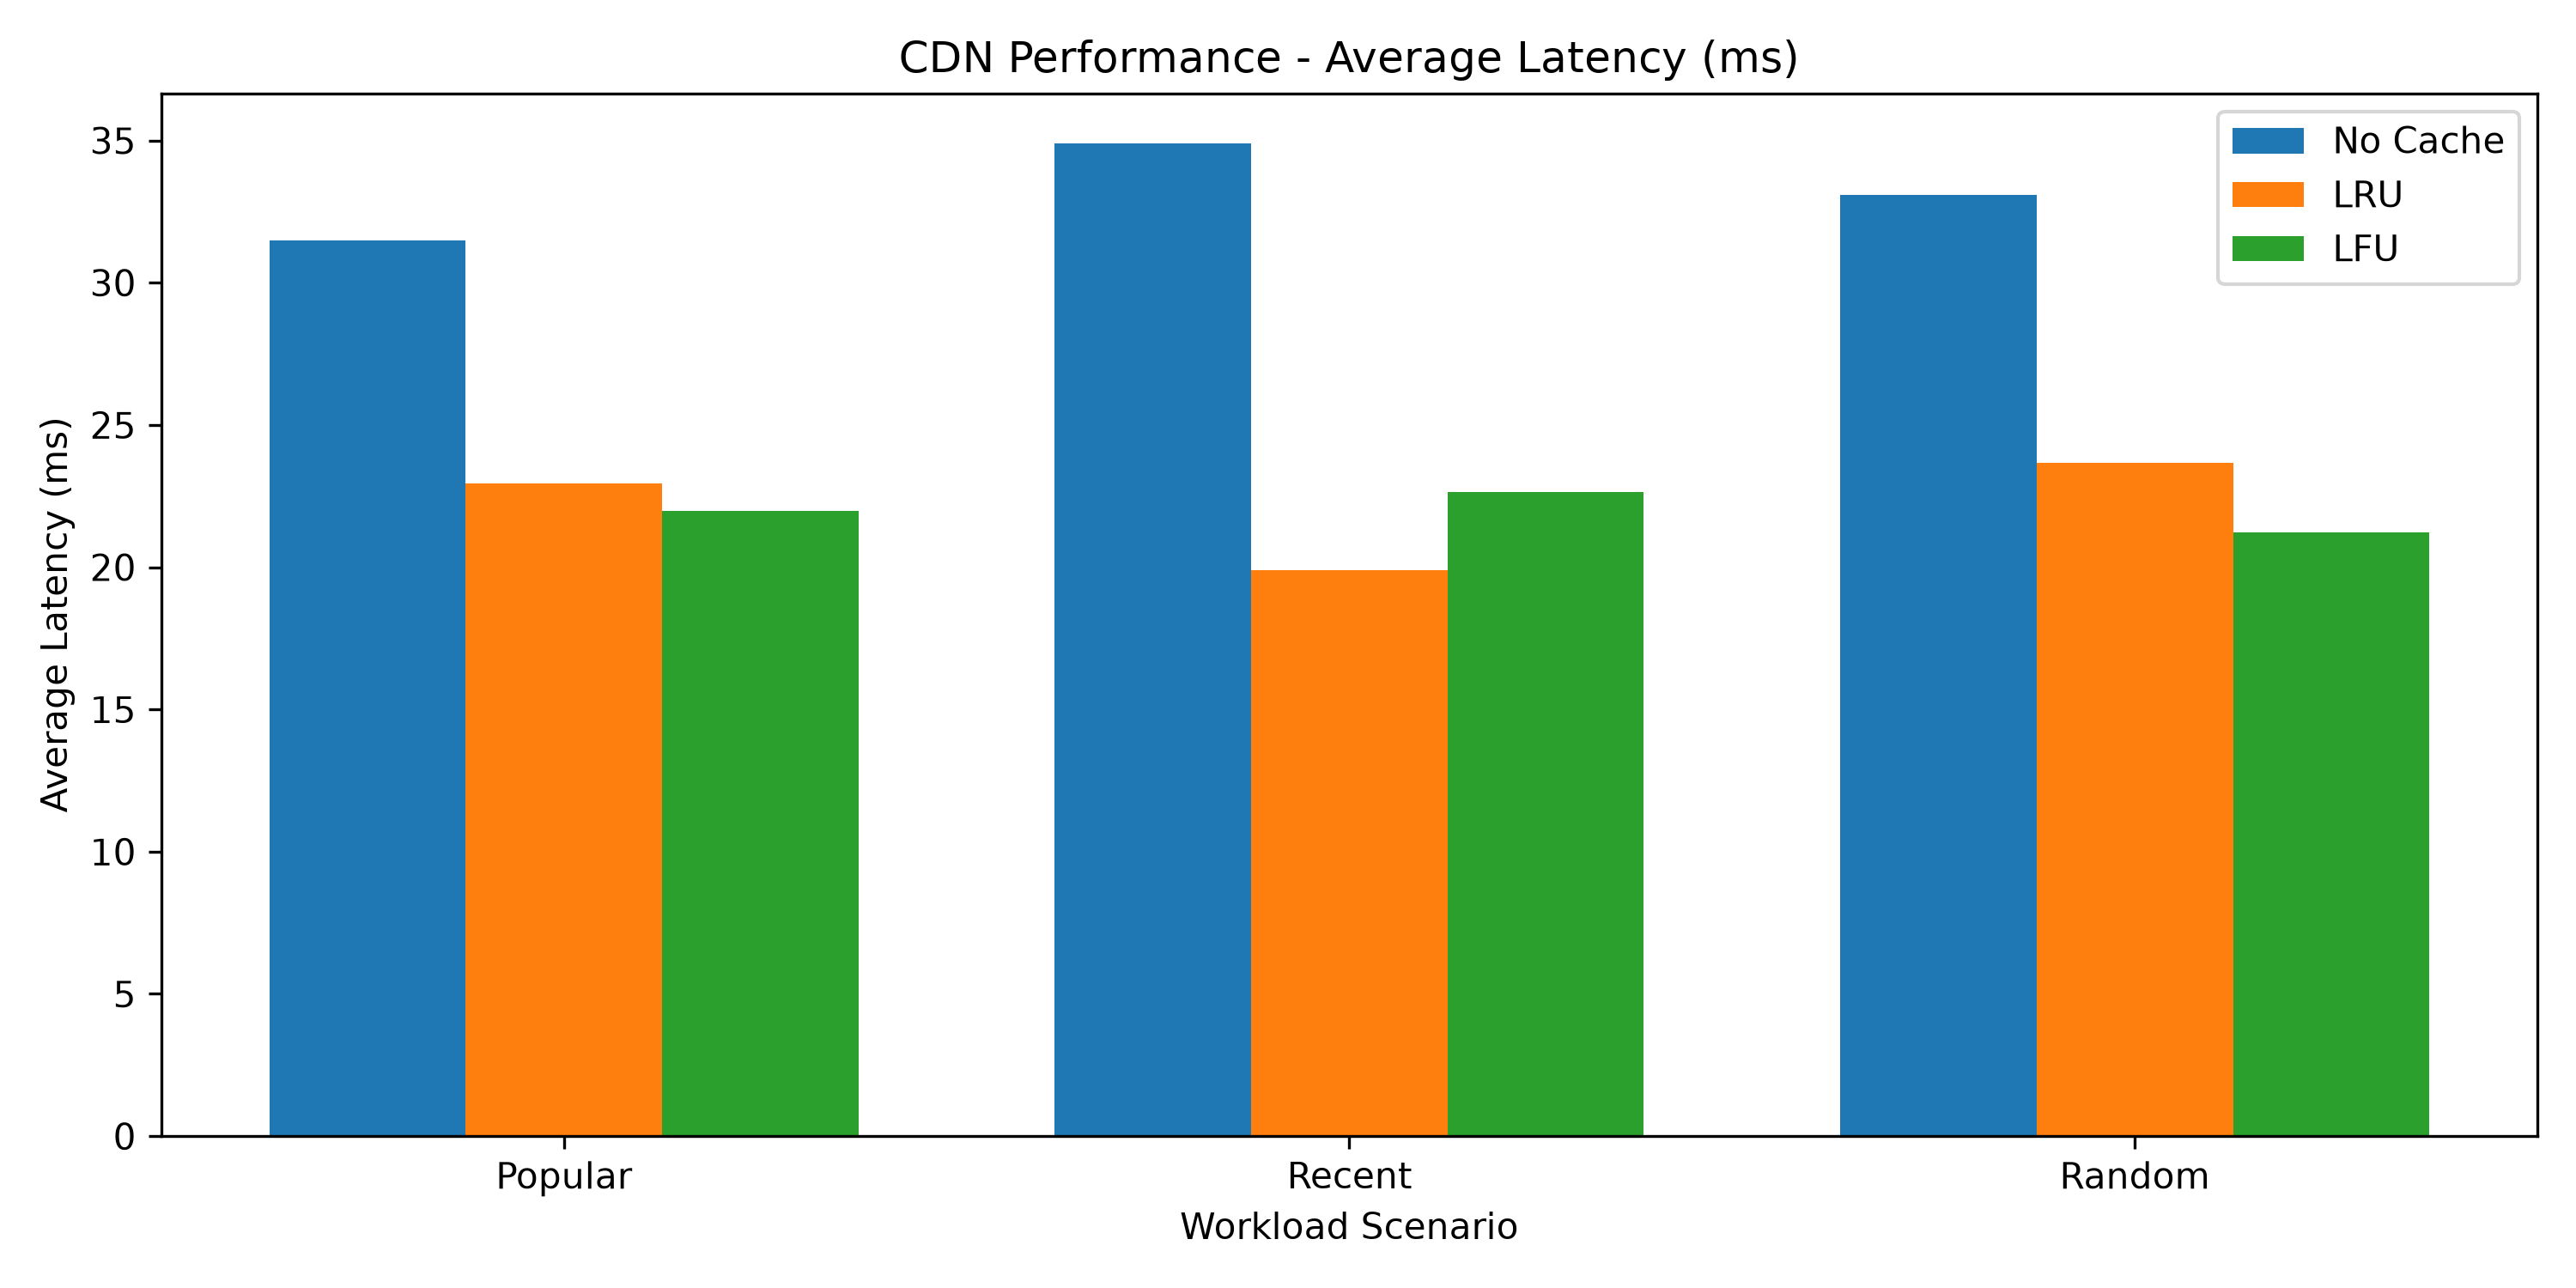 CDN Performance - Average Latency (ms)
No Cache
LRU
LFU
Average Latency (ms)
35
30
25
20
15
10
5
0
Popular
Recent
Random
Workload Scenario